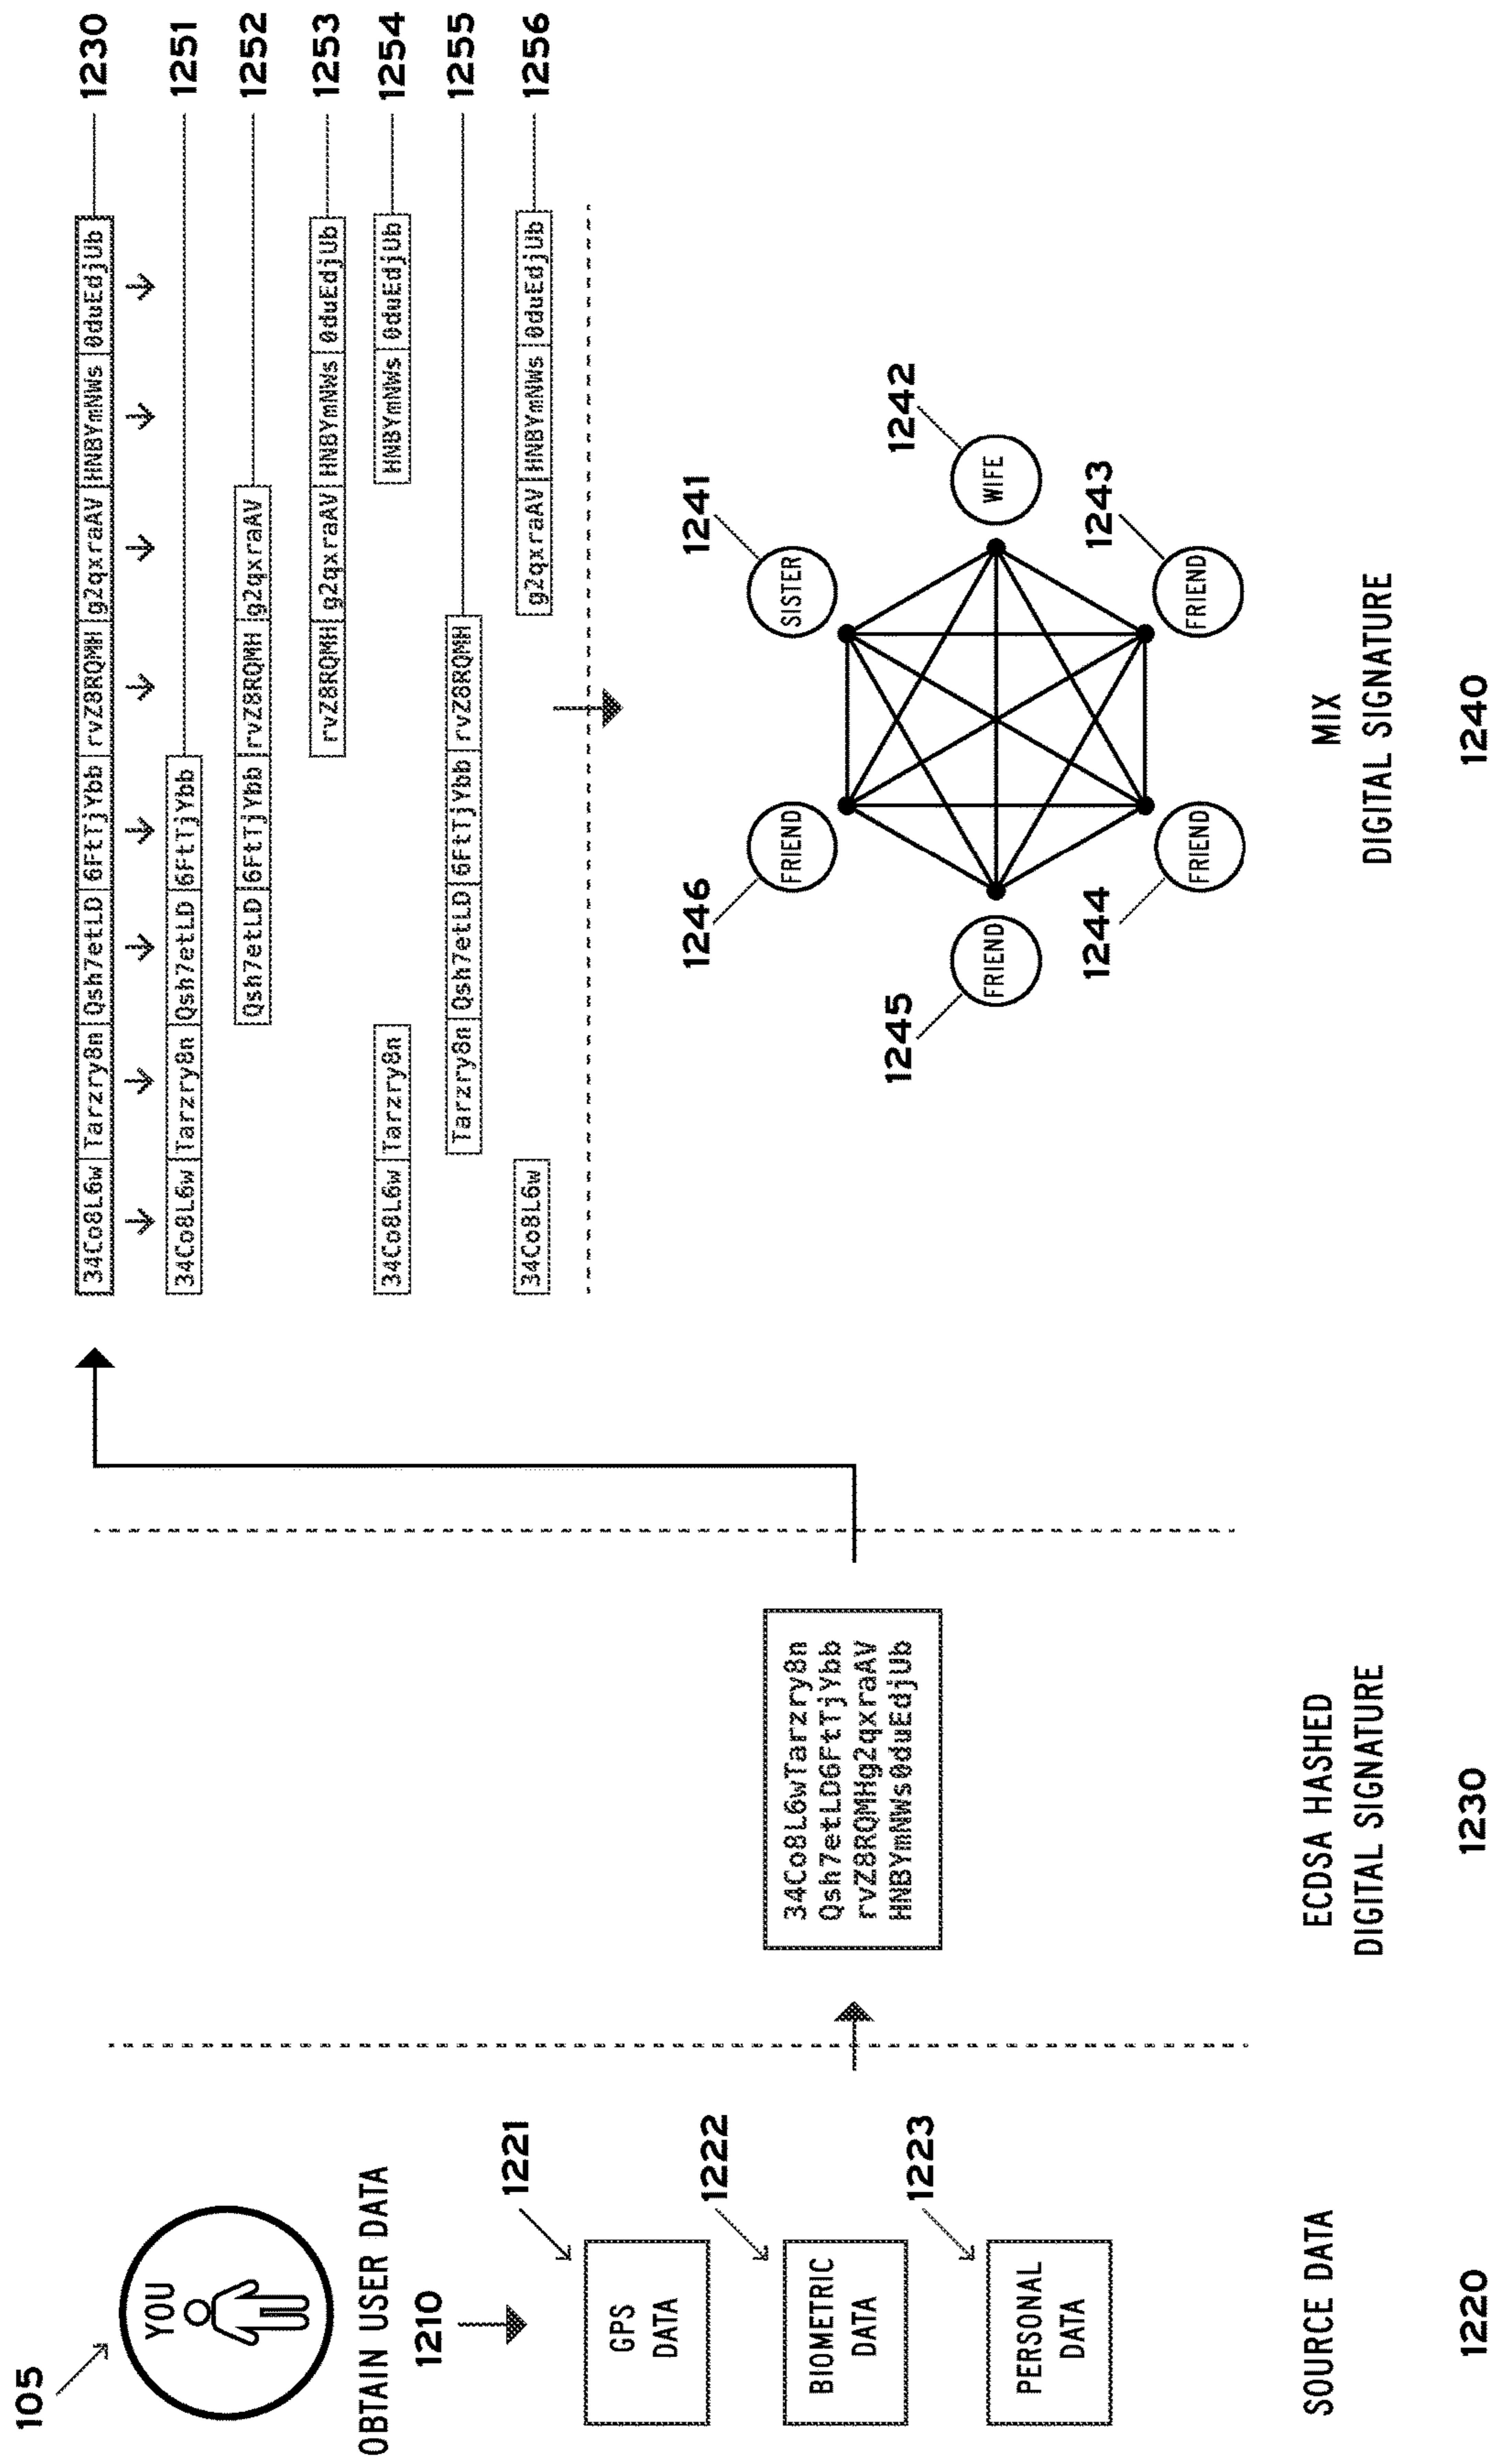 105
YOU
OBTAIN USER DATA
1210
1221
GPS
DATA
1222
BIOMETRIC
DATA
1223
PERSONAL
DATA
SOURCE DATA
1220
34Co8L6wTarzry8n
Qsh7etLD6FtTjYbb
rvZ8RQMHg2qxraAV
HNBYmNWs0duEdjUb
ECDSA HASHED
DIGITAL SIGNATURE
1230
34Co8L6w Tarzry8n Qsh7etLD 6FtTjYbb rvZ8RQMH g2qxraAV HNBYmNWs 0duEdjUb 1230
34Co8L6w Tarzry8n Qsh7etLD 6FtTjYbb 1251
Qsh7etLD 6FtTjYbb rvZ8RQMH g2qxraAV 1252
rvZ8RQMH g2qxraAV HNBYmNWs 0duEdjUb 1253
34Co8L6w Tarzry8n HNBYmNWs 0duEdjUb 1254
Tarzry8n Qsh7etLD 6FtTjYbb rvZ8RQMH 1255
34Co8L6w g2qxraAV HNBYmNWs 0duEdjUb 1256
1246
FRIEND
1241
SISTER
1245
FRIEND
1242
WIFE
1244
FRIEND
1243
FRIEND
MIX
DIGITAL SIGNATURE
1240